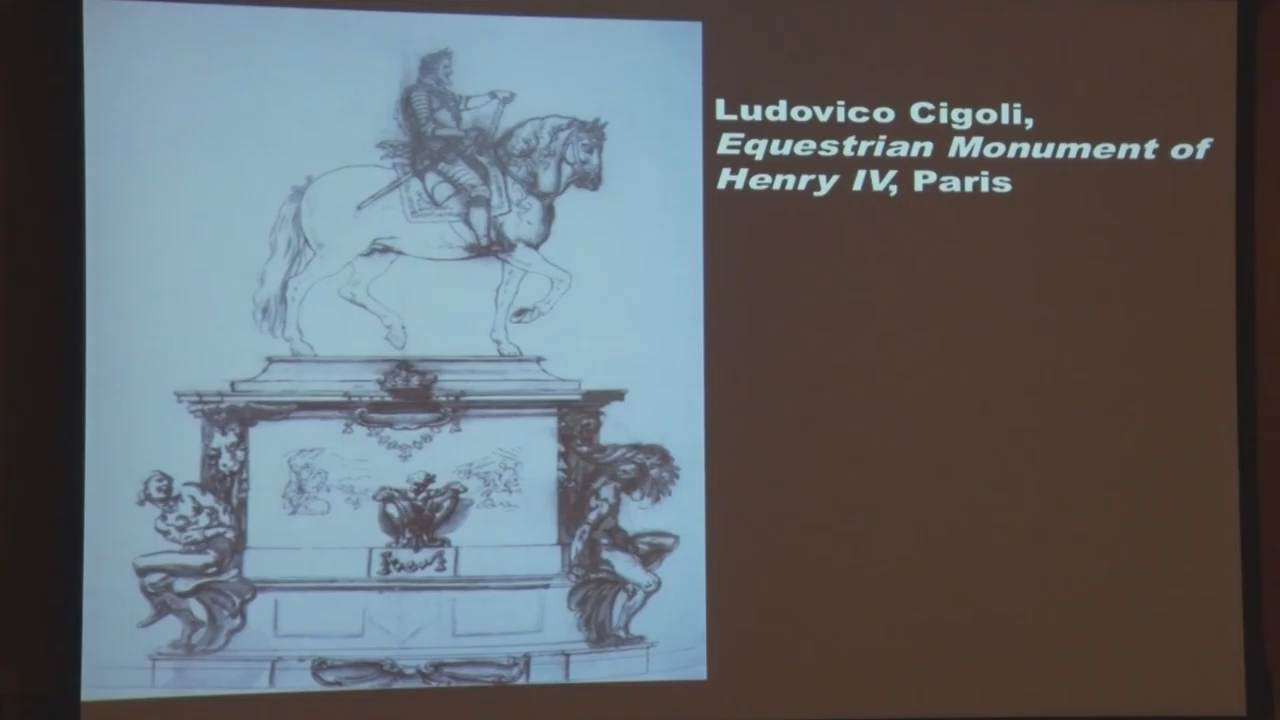 Ludovico Cigoli,
Equestrian Monument of
Henry IV, Paris